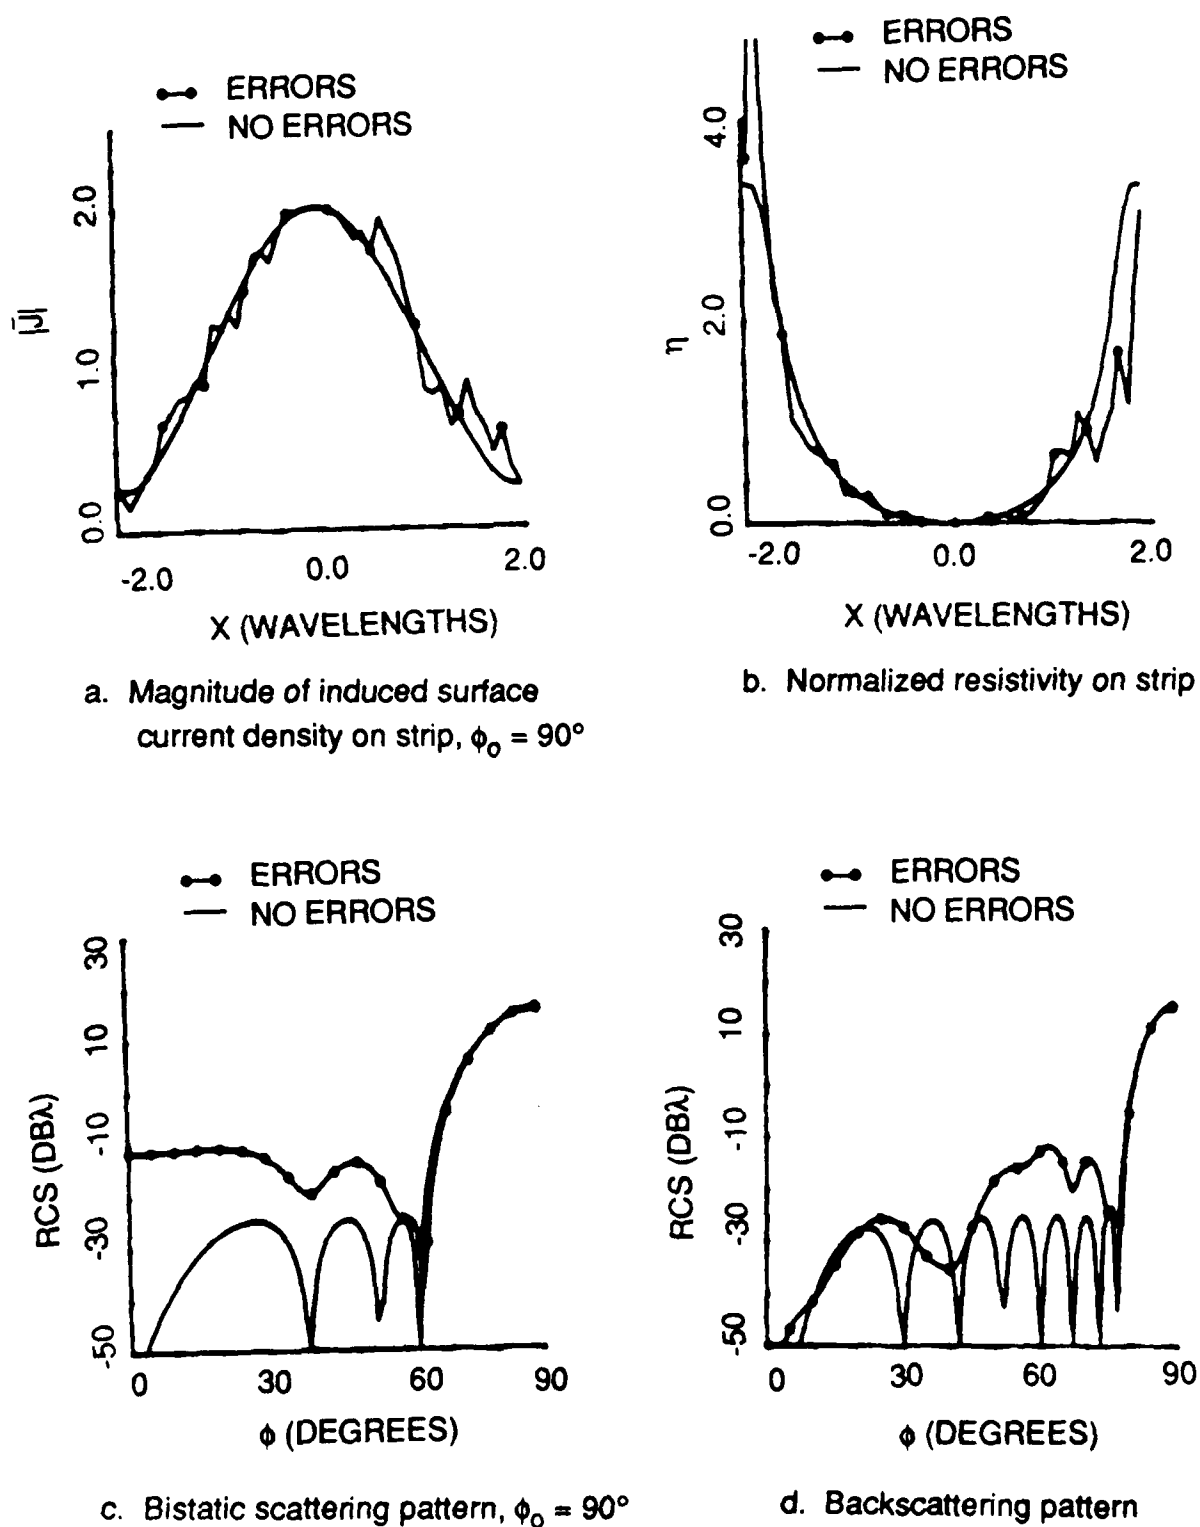 ERRORS
NO ERRORS
|J̄|
2.0
1.0
0.0
-2.0 0.0 2.0
X (WAVELENGTHS)
a. Magnitude of induced surface
current density on strip, ϕₒ = 90°
ERRORS
NO ERRORS
η
4.0
2.0
0.0
-2.0 0.0 2.0
X (WAVELENGTHS)
b. Normalized resistivity on strip
ERRORS
NO ERRORS
RCS (DBλ)
30
10
-10
-30
-50
0 30 60 90
ϕ (DEGREES)
c. Bistatic scattering pattern, ϕₒ = 90°
ERRORS
NO ERRORS
RCS (DBλ)
30
10
-10
-30
-50
0 30 60 90
ϕ (DEGREES)
d. Backscattering pattern